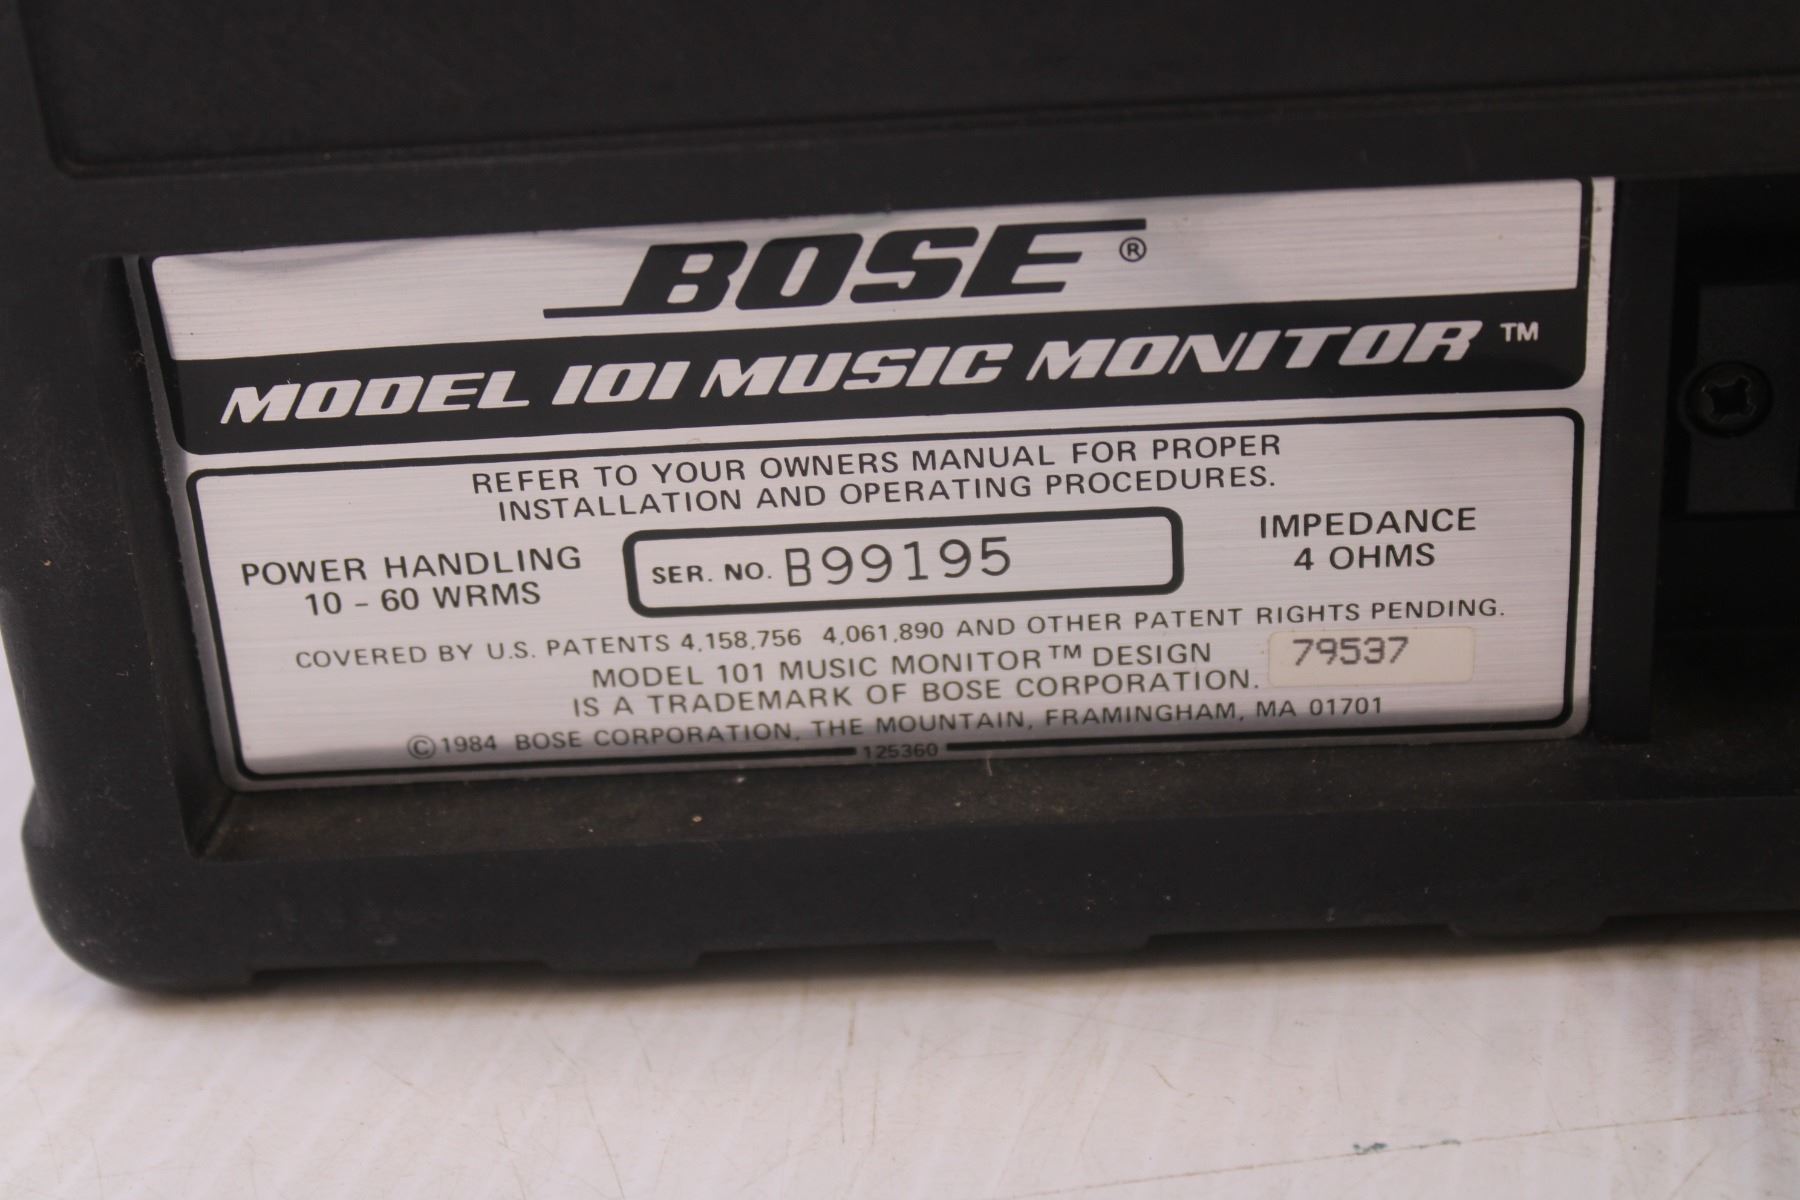 BOSE®
MODEL 101 MUSIC MONITOR™
REFER TO YOUR OWNERS MANUAL FOR PROPER
INSTALLATION AND OPERATING PROCEDURES.
POWER HANDLING
10 - 60 WRMS
SER. NO. B99195
IMPEDANCE
4 OHMS
COVERED BY U.S. PATENTS 4,158,756 4,061,890 AND OTHER PATENT RIGHTS PENDING.
MODEL 101 MUSIC MONITOR™ DESIGN
IS A TRADEMARK OF BOSE CORPORATION.
79537
©1984 BOSE CORPORATION, THE MOUNTAIN, FRAMINGHAM, MA 01701
125360